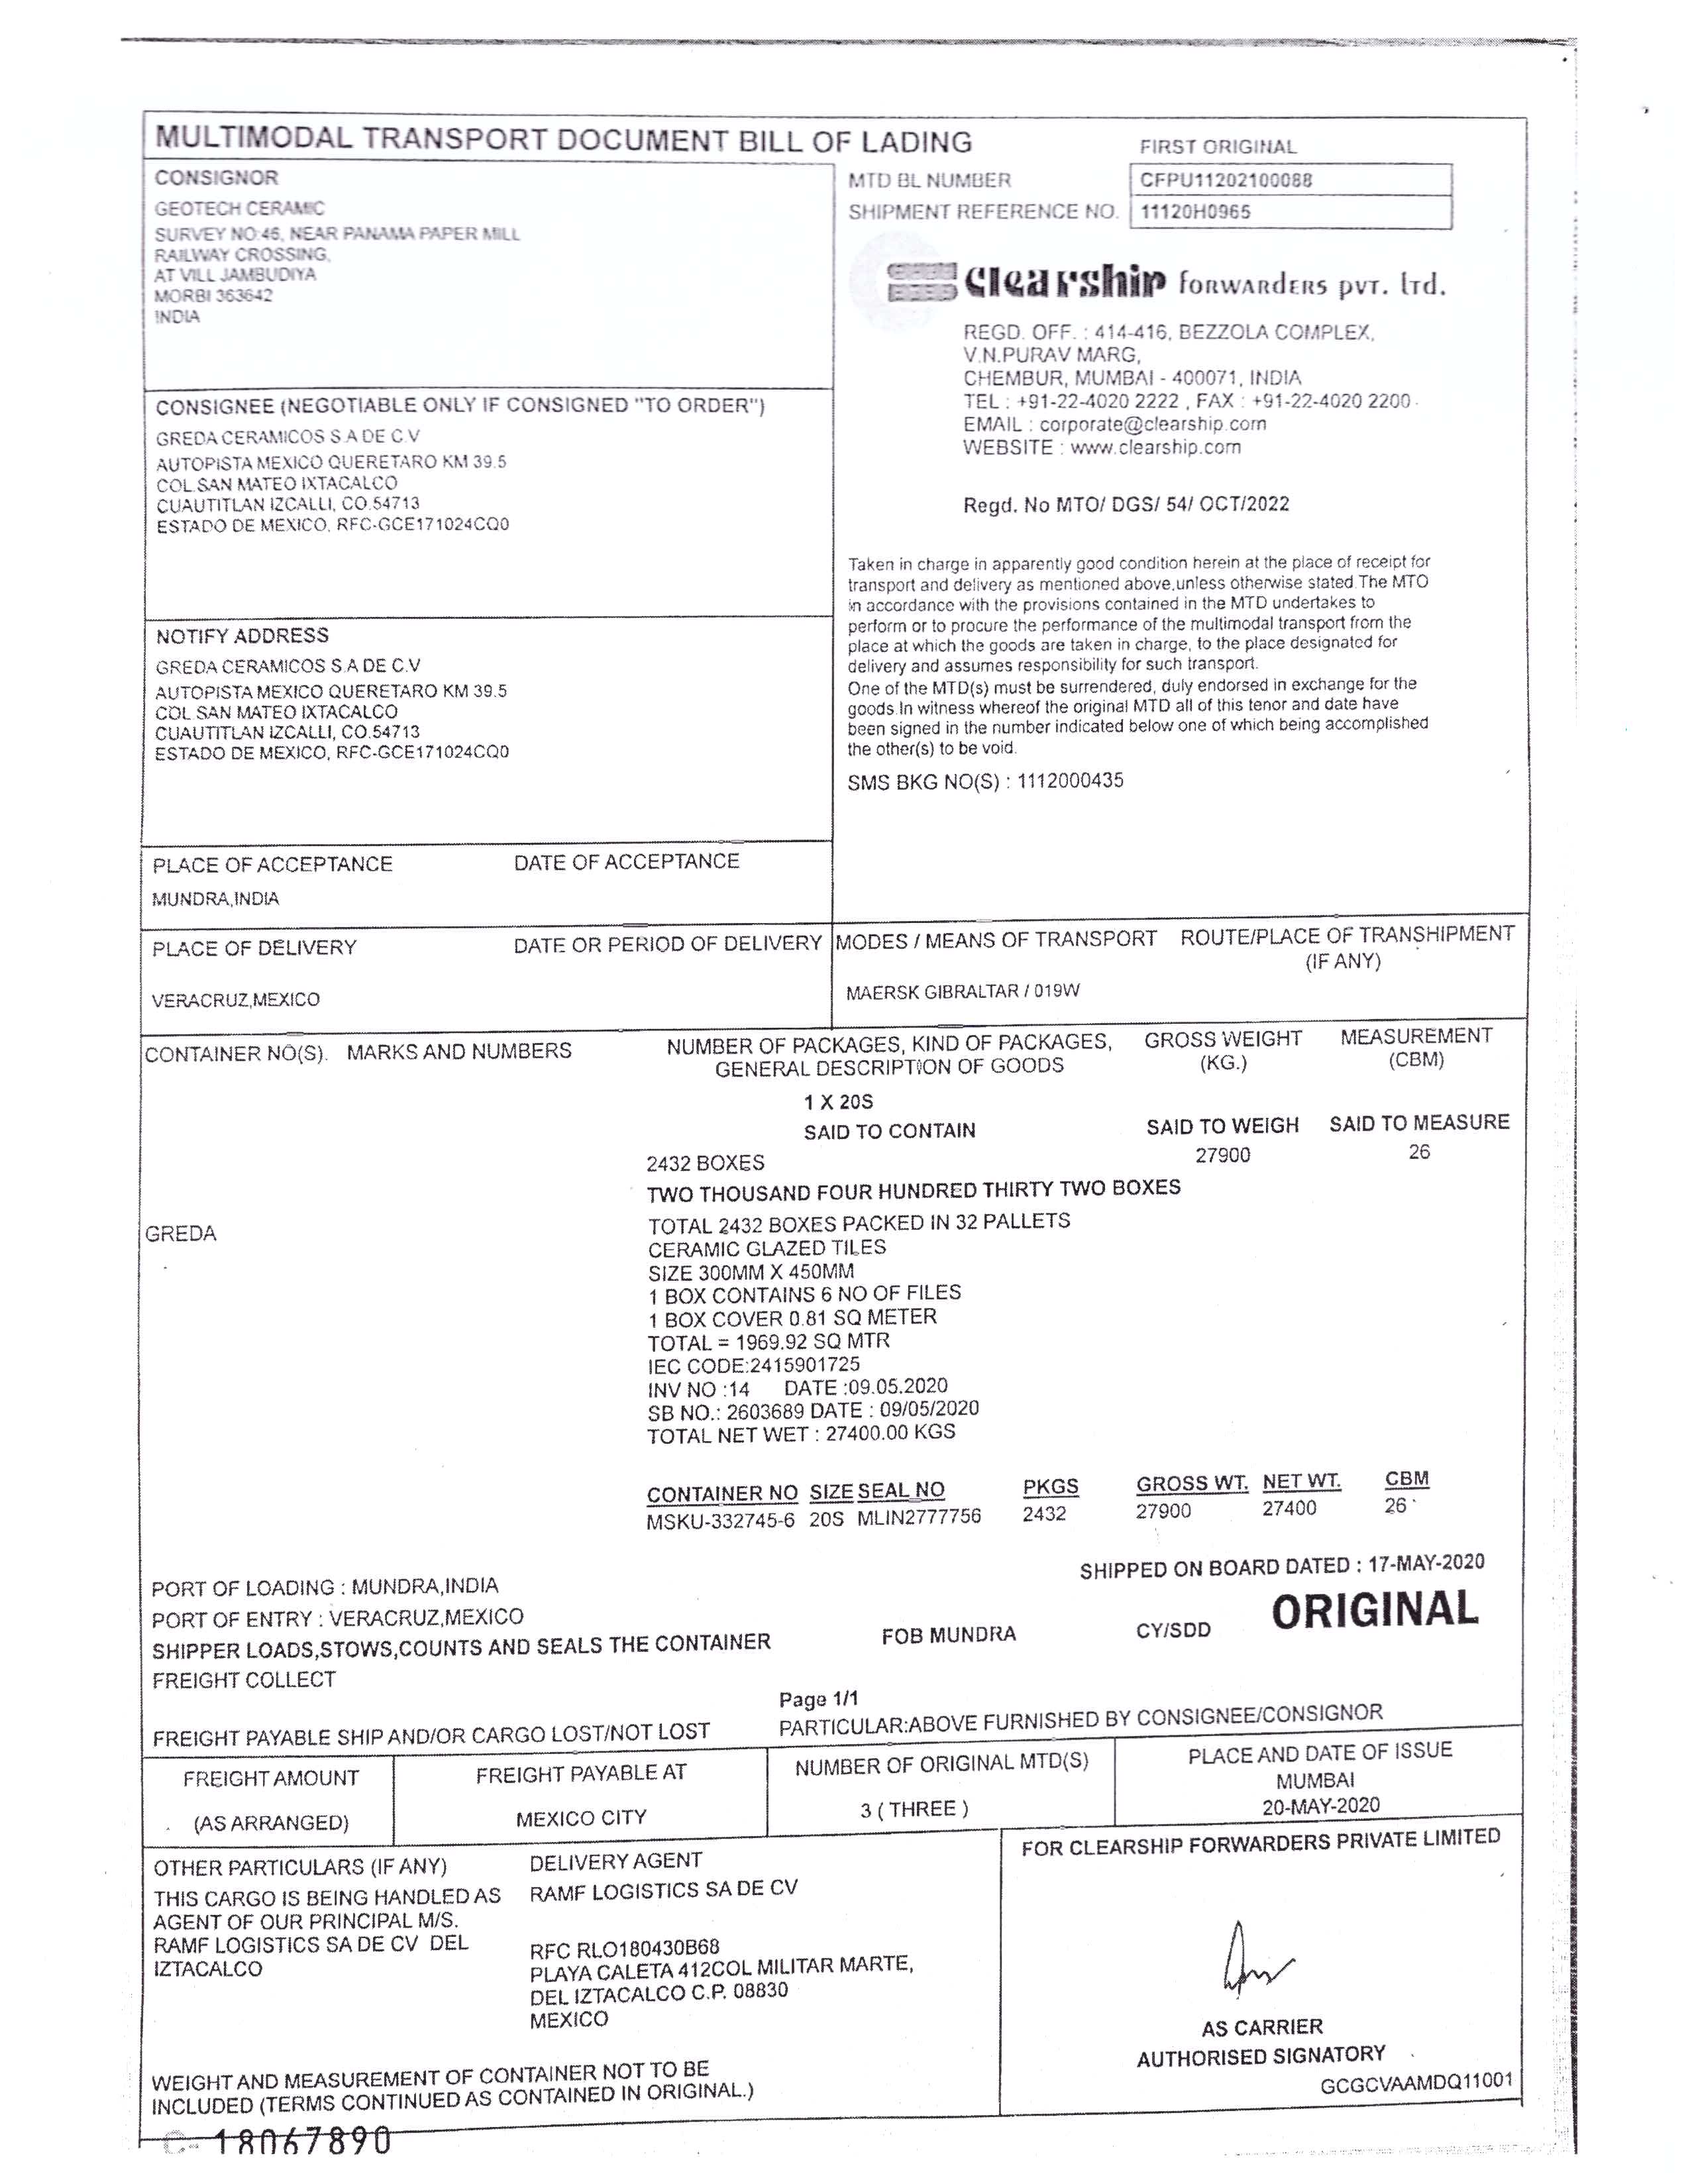 MULTIMODAL TRANSPORT DOCUMENT BILL OF LADING
FIRST ORIGINAL
CONSIGNOR
GEOTECH CERAMIC
SURVEY NO:46, NEAR PANAMA PAPER MILL
RAILWAY CROSSING,
AT VILL JAMBUDIYA
MORBI 363642
INDIA
MTD BL NUMBER CFPU11202100088
SHIPMENT REFERENCE NO. 11120H0965
clearship forwarders pvt. ltd.
REGD. OFF. : 414-416, BEZZOLA COMPLEX,
V.N.PURAV MARG,
CHEMBUR, MUMBAI - 400071, INDIA
TEL : +91-22-4020 2222 , FAX : +91-22-4020 2200
EMAIL : corporate@clearship.com
WEBSITE : www.clearship.com
Regd. No MTO/ DGS/ 54/ OCT/2022
CONSIGNEE (NEGOTIABLE ONLY IF CONSIGNED "TO ORDER")
GREDA CERAMICOS S.A DE C.V
AUTOPISTA MEXICO QUERETARO KM 39.5
COL.SAN MATEO IXTACALCO
CUAUTITLAN IZCALLI, CO.54713
ESTADO DE MEXICO, RFC-GCE171024CQ0
Taken in charge in apparently good condition herein at the place of receipt for
transport and delivery as mentioned above,unless otherwise stated.The MTO
in accordance with the provisions contained in the MTD undertakes to
perform or to procure the performance of the multimodal transport from the
place at which the goods are taken in charge, to the place designated for
delivery and assumes responsibility for such transport.
One of the MTD(s) must be surrendered, duly endorsed in exchange for the
goods.In witness whereof the original MTD all of this tenor and date have
been signed in the number indicated below one of which being accomplished
the other(s) to be void.
SMS BKG NO(S) : 1112000435
NOTIFY ADDRESS
GREDA CERAMICOS S.A DE C.V
AUTOPISTA MEXICO QUERETARO KM 39.5
COL.SAN MATEO IXTACALCO
CUAUTITLAN IZCALLI, CO.54713
ESTADO DE MEXICO, RFC-GCE171024CQ0
PLACE OF ACCEPTANCE DATE OF ACCEPTANCE
MUNDRA,INDIA
PLACE OF DELIVERY DATE OR PERIOD OF DELIVERY
VERACRUZ,MEXICO
MODES / MEANS OF TRANSPORT ROUTE/PLACE OF TRANSHIPMENT
(IF ANY)
MAERSK GIBRALTAR / 019W
CONTAINER NO(S). MARKS AND NUMBERS
NUMBER OF PACKAGES, KIND OF PACKAGES,
GENERAL DESCRIPTION OF GOODS
GROSS WEIGHT
(KG.)
MEASUREMENT
(CBM)
1 X 20S
SAID TO CONTAIN SAID TO WEIGH SAID TO MEASURE
2432 BOXES 27900 26
TWO THOUSAND FOUR HUNDRED THIRTY TWO BOXES
GREDA TOTAL 2432 BOXES PACKED IN 32 PALLETS
CERAMIC GLAZED TILES
SIZE 300MM X 450MM
1 BOX CONTAINS 6 NO OF FILES
1 BOX COVER 0.81 SQ METER
TOTAL = 1969.92 SQ MTR
IEC CODE:2415901725
INV NO :14 DATE :09.05.2020
SB NO.: 2603689 DATE : 09/05/2020
TOTAL NET WET : 27400.00 KGS
CONTAINER NO SIZE SEAL NO PKGS GROSS WT. NET WT. CBM
MSKU-332745-6 20S MLIN2777756 2432 27900 27400 26
SHIPPED ON BOARD DATED : 17-MAY-2020
PORT OF LOADING : MUNDRA,INDIA
PORT OF ENTRY : VERACRUZ,MEXICO
SHIPPER LOADS,STOWS,COUNTS AND SEALS THE CONTAINER FOB MUNDRA CY/SDD ORIGINAL
FREIGHT COLLECT
Page 1/1
FREIGHT PAYABLE SHIP AND/OR CARGO LOST/NOT LOST PARTICULAR:ABOVE FURNISHED BY CONSIGNEE/CONSIGNOR
FREIGHT AMOUNT
(AS ARRANGED)
FREIGHT PAYABLE AT
MEXICO CITY
NUMBER OF ORIGINAL MTD(S)
3 ( THREE )
PLACE AND DATE OF ISSUE
MUMBAI
20-MAY-2020
OTHER PARTICULARS (IF ANY)
THIS CARGO IS BEING HANDLED AS
AGENT OF OUR PRINCIPAL M/S.
RAMF LOGISTICS SA DE CV DEL
IZTACALCO
DELIVERY AGENT
RAMF LOGISTICS SA DE CV
RFC RLO180430B68
PLAYA CALETA 412COL MILITAR MARTE,
DEL IZTACALCO C.P. 08830
MEXICO
FOR CLEARSHIP FORWARDERS PRIVATE LIMITED
AS CARRIER
AUTHORISED SIGNATORY
GCGCVAAMDQ11001
WEIGHT AND MEASUREMENT OF CONTAINER NOT TO BE
INCLUDED (TERMS CONTINUED AS CONTAINED IN ORIGINAL.)
C- 18067890